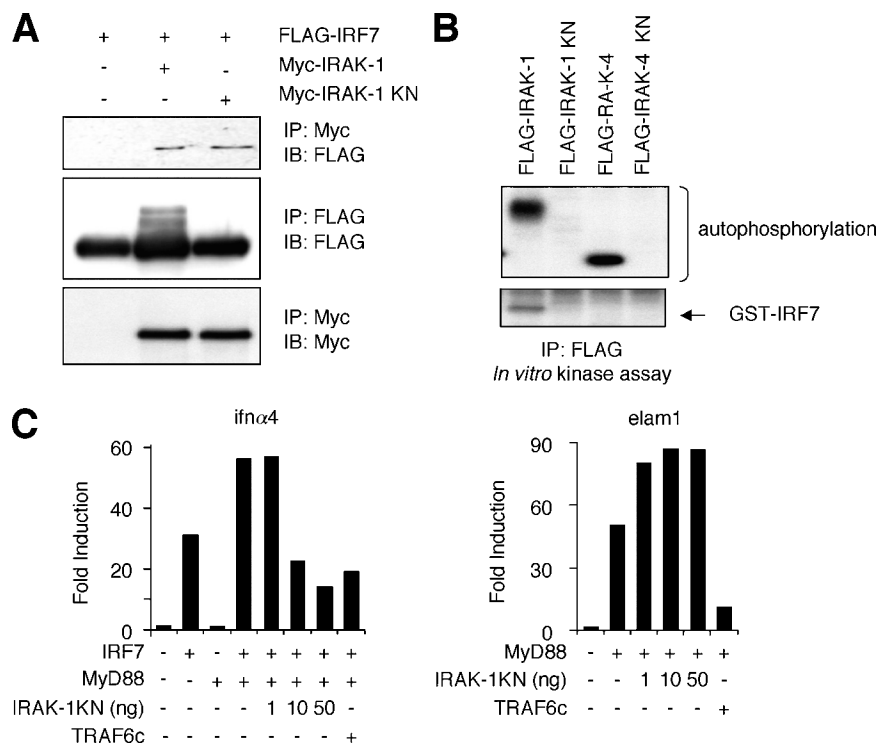 A
+ + + FLAG-IRF7
- + - Myc-IRAK-1
- - + Myc-IRAK-1 KN
IP: Myc
IB: FLAG
IP: FLAG
IB: FLAG
IP: Myc
IB: Myc
B
FLAG-IRAK-1
FLAG-IRAK-1 KN
FLAG-RA-K-4
FLAG-IRAK-4 KN
autophosphorylation
GST-IRF7
IP: FLAG
In vitro kinase assay
C
ifnα4
Fold Induction
60
40
20
0
IRF7 - + - + + + + +
MyD88 - - + + + + + +
IRAK-1KN (ng) - - - - 1 10 50 -
TRAF6c - - - - - - - +
elam1
Fold Induction
90
60
30
0
MyD88 - + + + + +
IRAK-1KN (ng) - - 1 10 50 -
TRAF6c - - - - - +